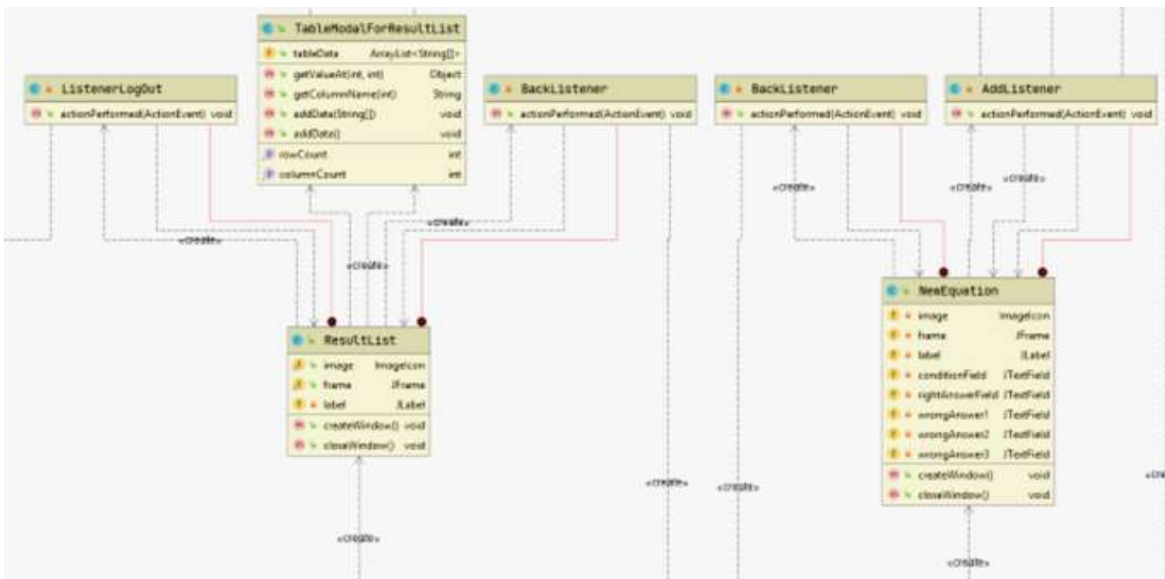 TableModalForResultList
tableData ArrayList<String[]>
getValueAt(int, int) Object
getColumnName(int) String
addData(String[]) void
addData() void
rowCount int
columnCount int
ListenerLogOut
actionPerformed(ActionEvent) void
BackListener
actionPerformed(ActionEvent) void
BackListener
actionPerformed(ActionEvent) void
AddListener
actionPerformed(ActionEvent) void
«create»
«create»
«create»
«create»
«create»
«create»
ResultList
image ImageIcon
frame JFrame
label JLabel
createWindow() void
closeWindow() void
NewEquation
image ImageIcon
frame JFrame
label JLabel
conditionField JTextField
rightAnswerField JTextField
wrongAnswer1 JTextField
wrongAnswer2 JTextField
wrongAnswer3 JTextField
createWindow() void
closeWindow() void
«create»
«create»
«create»
«create»